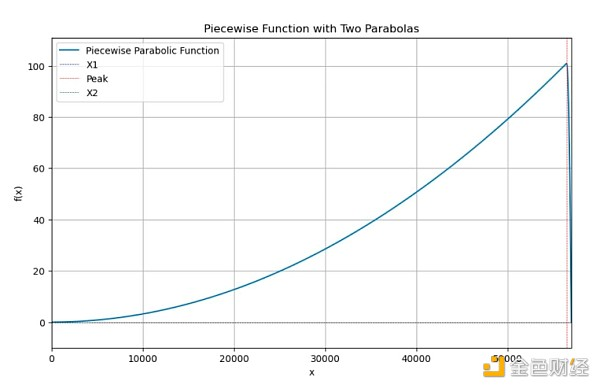 Piecewise Function with Two Parabolas
Piecewise Parabolic Function
X1
Peak
X2
100
80
60
40
20
0
f(x)
0 10000 20000 30000 40000 50000
x
金色财经